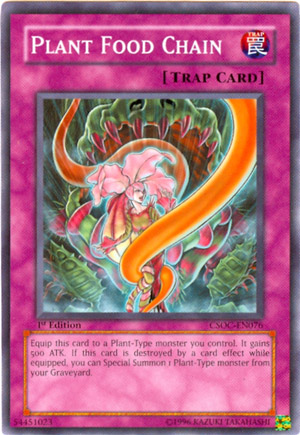 PLANT FOOD CHAIN
TRAP
罠
[TRAP CARD]
1st Edition
CSOC-EN076
Equip this card to a Plant-Type monster you control. It gains
500 ATK. If this card is destroyed by a card effect while
equipped, you can Special Summon 1 Plant-Type monster from
your Graveyard.
54451023
©1996 KAZUKI TAKAHASHI